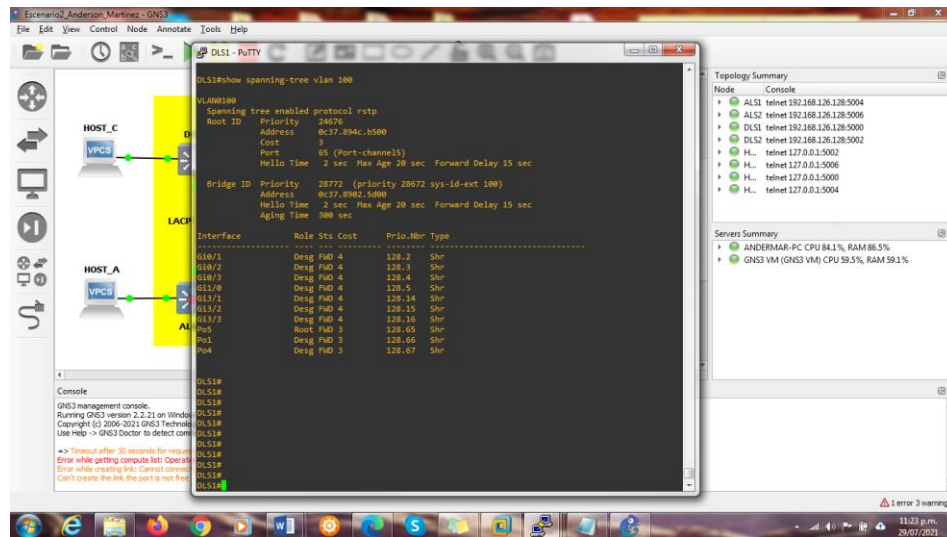 Escenario2_Anderson_Martinez - GNS3
File Edit View Control Node Annotate Tools Help
DLS1 - PuTTY
DLS1#show spanning-tree vlan 100
VLAN0100
Spanning tree enabled protocol rstp
Root ID Priority 24676
Address 0c37.894c.b500
Cost 3
Port 65 (Port-channel5)
Hello Time 2 sec Max Age 20 sec Forward Delay 15 sec
Bridge ID Priority 28772 (priority 28672 sys-id-ext 100)
Address 0c37.8902.5d00
Hello Time 2 sec Max Age 20 sec Forward Delay 15 sec
Aging Time 300 sec
Interface Role Sts Cost Prio.Nbr Type
Gi0/1 Desg FWD 4 128.2 Shr
Gi0/2 Desg FWD 4 128.3 Shr
Gi0/3 Desg FWD 4 128.4 Shr
Gi1/0 Desg FWD 4 128.5 Shr
Gi3/1 Desg FWD 4 128.14 Shr
Gi3/2 Desg FWD 4 128.15 Shr
Gi3/3 Desg FWD 4 128.16 Shr
Po5 Root FWD 3 128.65 Shr
Po1 Desg FWD 3 128.66 Shr
Po4 Desg FWD 3 128.67 Shr
DLS1#
DLS1#
DLS1#
DLS1#
DLS1#
DLS1#
DLS1#
DLS1#
DLS1#
DLS1#
DLS1#
HOST_C
VPCS
D
LACP
HOST_A
VPCS
AL
Topology Summary
Node Console
ALS1 telnet 192.168.126.128:5004
ALS2 telnet 192.168.126.128:5006
DLS1 telnet 192.168.126.128:5000
DLS2 telnet 192.168.126.128:5002
H... telnet 127.0.0.1:5002
H... telnet 127.0.0.1:5006
H... telnet 127.0.0.1:5000
H... telnet 127.0.0.1:5004
Servers Summary
ANDERMAR-PC CPU 84.1%, RAM 86.5%
GNS3 VM (GNS3 VM) CPU 59.5%, RAM 59.1%
Console
GNS3 management console.
Running GNS3 version 2.2.21 on Window
Copyright (c) 2006-2021 GNS3 Technolo
Use Help -> GNS3 Doctor to detect com
=> Timeout after 30 seconds for reque
Error while getting compute list: Operati
Error while creating link: Cannot connec
Can't create the link the port is not free
1 error 3 warning
11:23 p.m.
29/07/2021